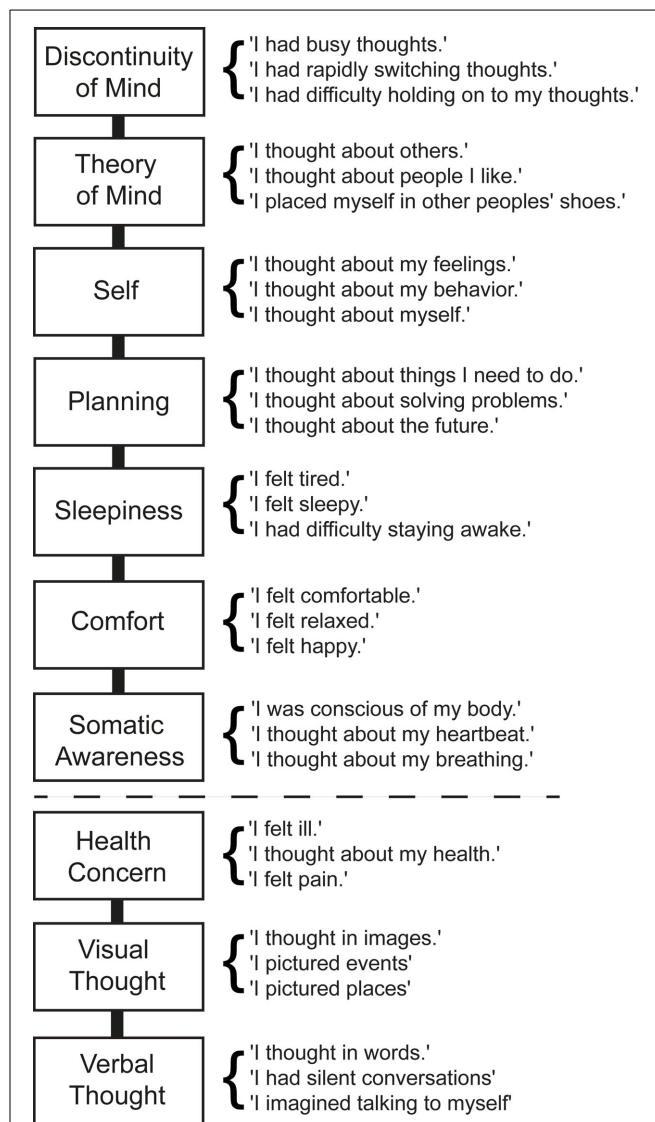 Discontinuity
of Mind
'I had busy thoughts.'
'I had rapidly switching thoughts.'
'I had difficulty holding on to my thoughts.'
Theory
of Mind
'I thought about others.'
'I thought about people I like.'
'I placed myself in other peoples' shoes.'
Self
'I thought about my feelings.'
'I thought about my behavior.'
'I thought about myself.'
Planning
'I thought about things I need to do.'
'I thought about solving problems.'
'I thought about the future.'
Sleepiness
'I felt tired.'
'I felt sleepy.'
'I had difficulty staying awake.'
Comfort
'I felt comfortable.'
'I felt relaxed.'
'I felt happy.'
Somatic
Awareness
'I was conscious of my body.'
'I thought about my heartbeat.'
'I thought about my breathing.'
Health
Concern
'I felt ill.'
'I thought about my health.'
'I felt pain.'
Visual
Thought
'I thought in images.'
'I pictured events'
'I pictured places'
Verbal
Thought
'I thought in words.'
'I had silent conversations'
'I imagined talking to myself'